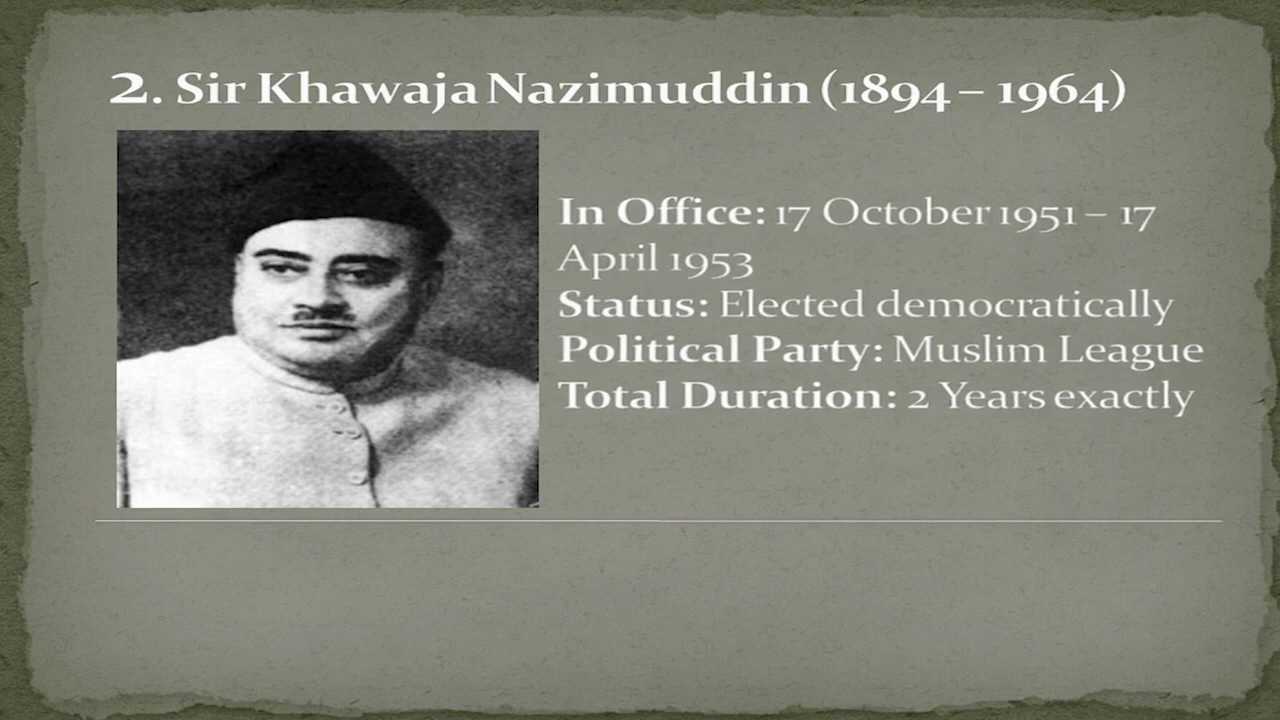 2. Sir Khawaja Nazimuddin (1894 – 1964)
In Office: 17 October 1951 – 17
April 1953
Status: Elected democratically
Political Party: Muslim League
Total Duration: 2 Years exactly